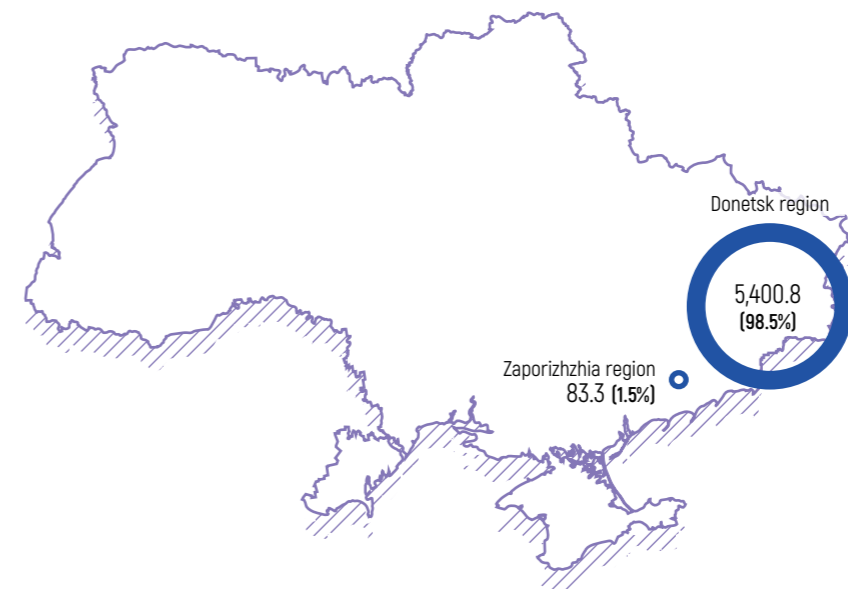 Donetsk region
5,400.8
(98.5%)
Zaporizhzhia region
83.3 (1.5%)